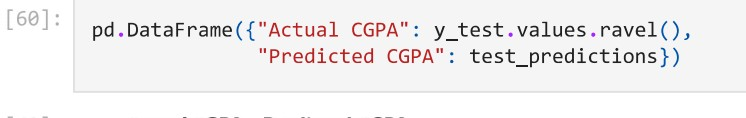 [60]:
pd.DataFrame({"Actual CGPA": y_test.values.ravel(),
"Predicted CGPA": test_predictions})